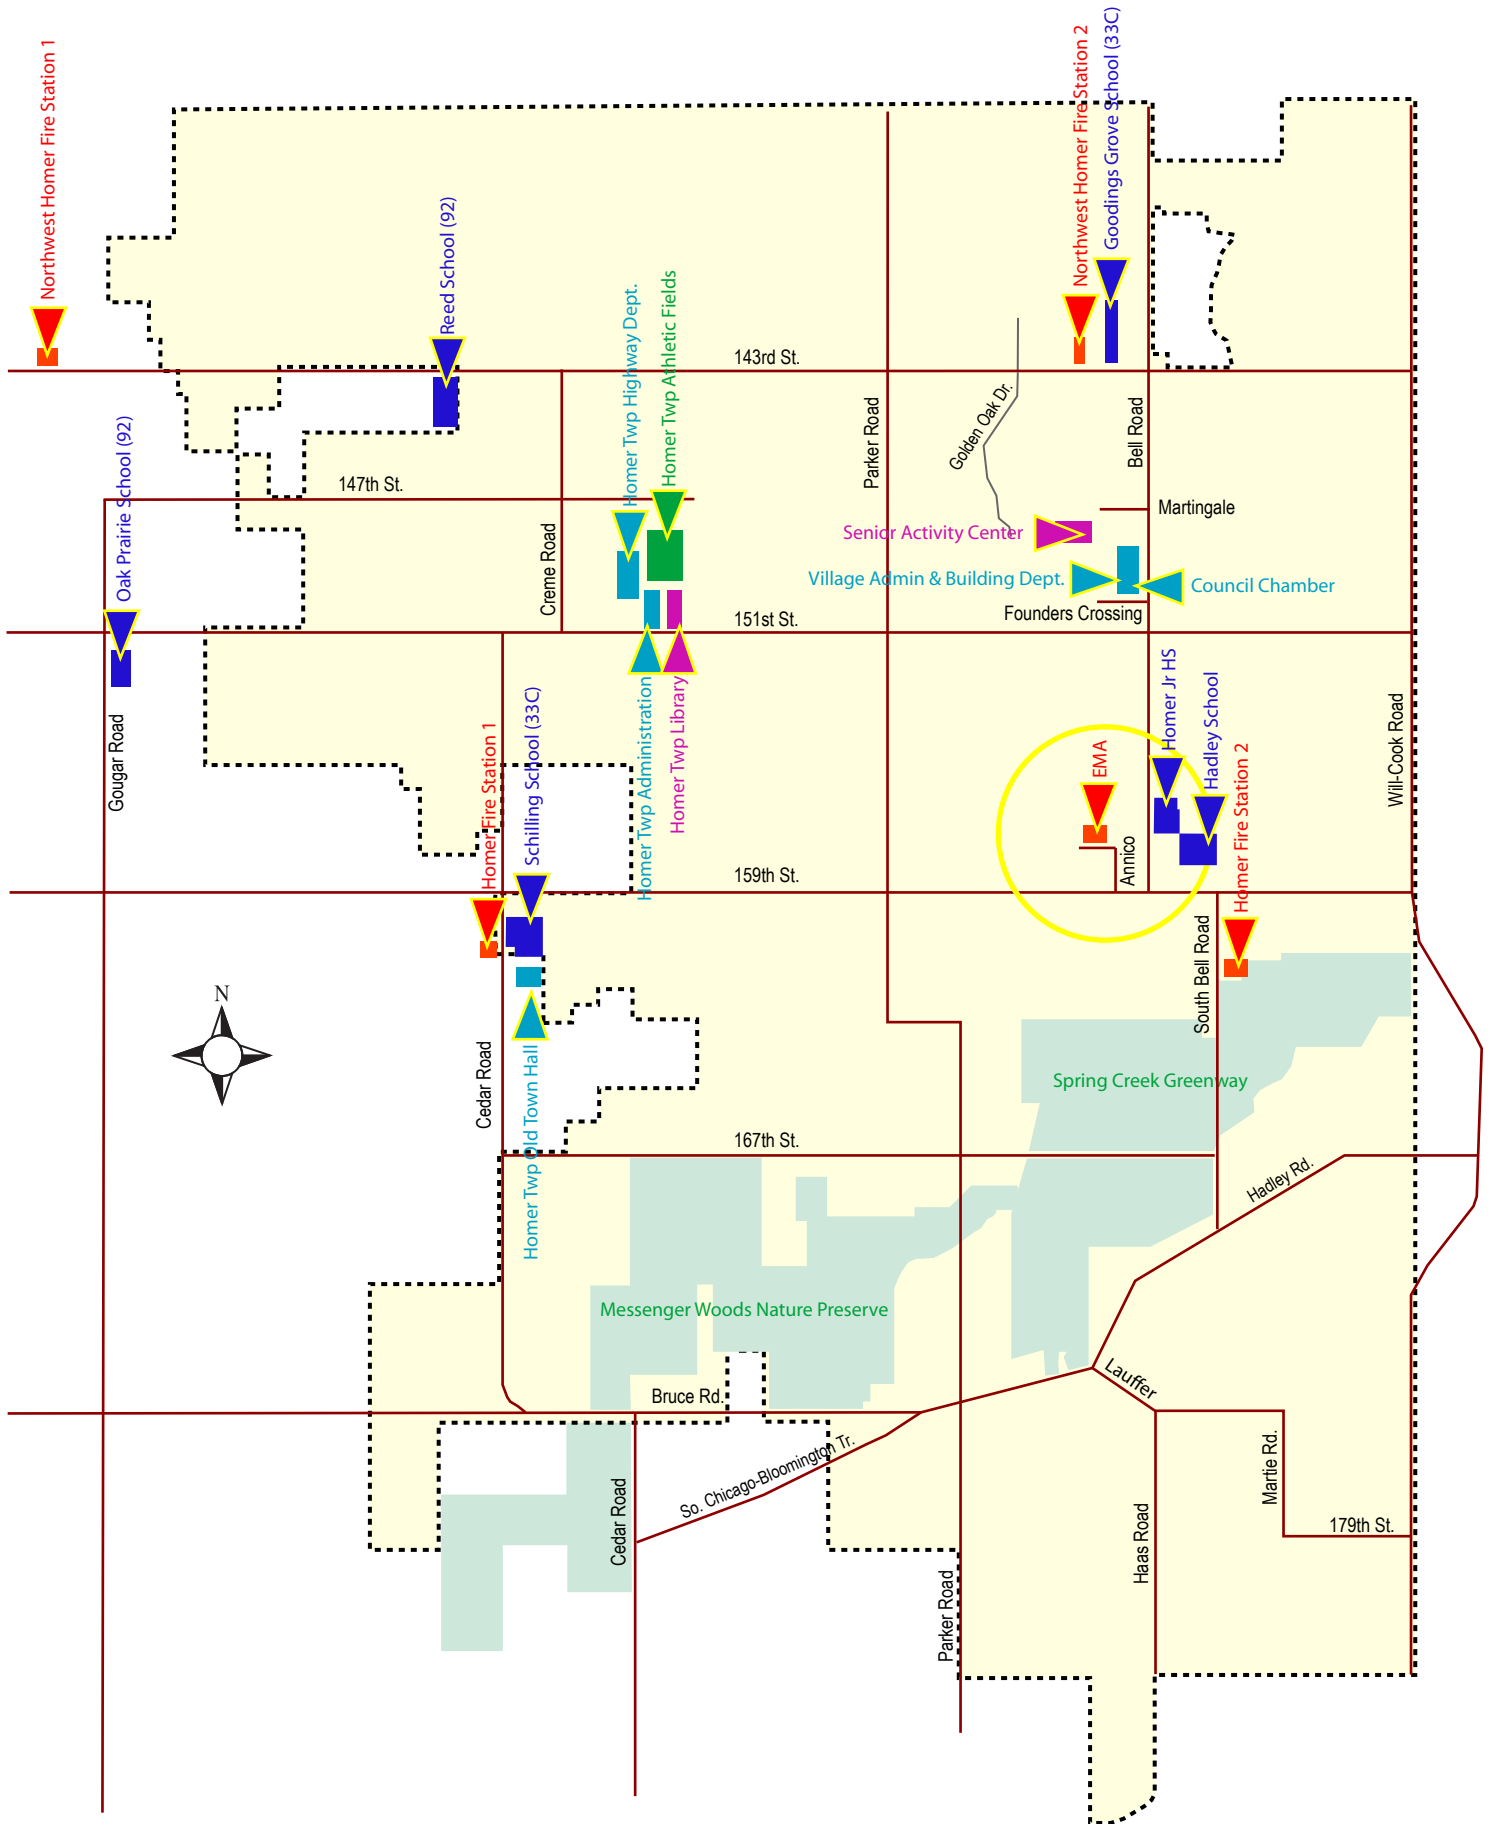 Northwest Homer Fire Station 1
Northwest Homer Fire Station 2
Goodings Grove School (33C)
Reed School (92)
Homer Twp Highway Dept.
Homer Twp Athletic Fields
143rd St.
Parker Road
Golden Oak Dr.
Bell Road
Oak Prairie School (92)
147th St.
Martingale
Creme Road
Senior Activity Center
Village Admin & Building Dept.
Council Chamber
Founders Crossing
151st St.
Gougar Road
Homer Fire Station 1
Schilling School (33C)
Homer Twp Administration
Homer Twp Library
EMA
Homer Jr HS
Hadley School
Homer Fire Station 2
Will-Cook Road
Annico
159th St.
South Bell Road
N
Cedar Road
Homer Twp Old Town Hall
Spring Creek Greenway
167th St.
Hadley Rd.
Messenger Woods Nature Preserve
Lauffer
Bruce Rd.
So. Chicago-Bloomington Tr.
Cedar Road
Martie Rd.
179th St.
Haas Road
Parker Road